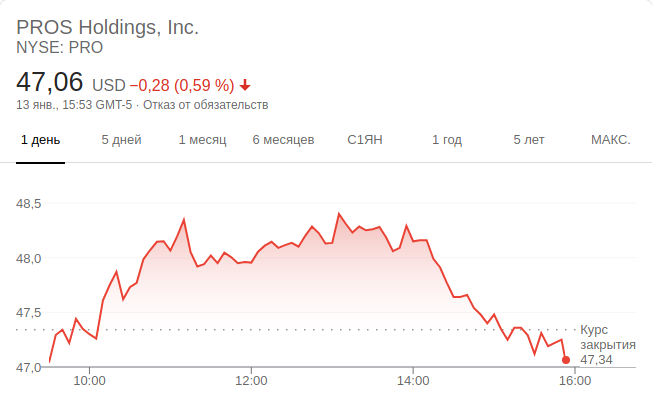 PROS Holdings, Inc.
NYSE: PRO
47,06 USD −0,28 (0,59 %)
13 янв., 15:53 GMT-5 · Отказ от обязательств
1 день 5 дней 1 месяц 6 месяцев С1ЯН 1 год 5 лет МАКС.
48,5
48,0
47,5
Курс
закрытия
47,34
47,0
10:00 12:00 14:00 16:00